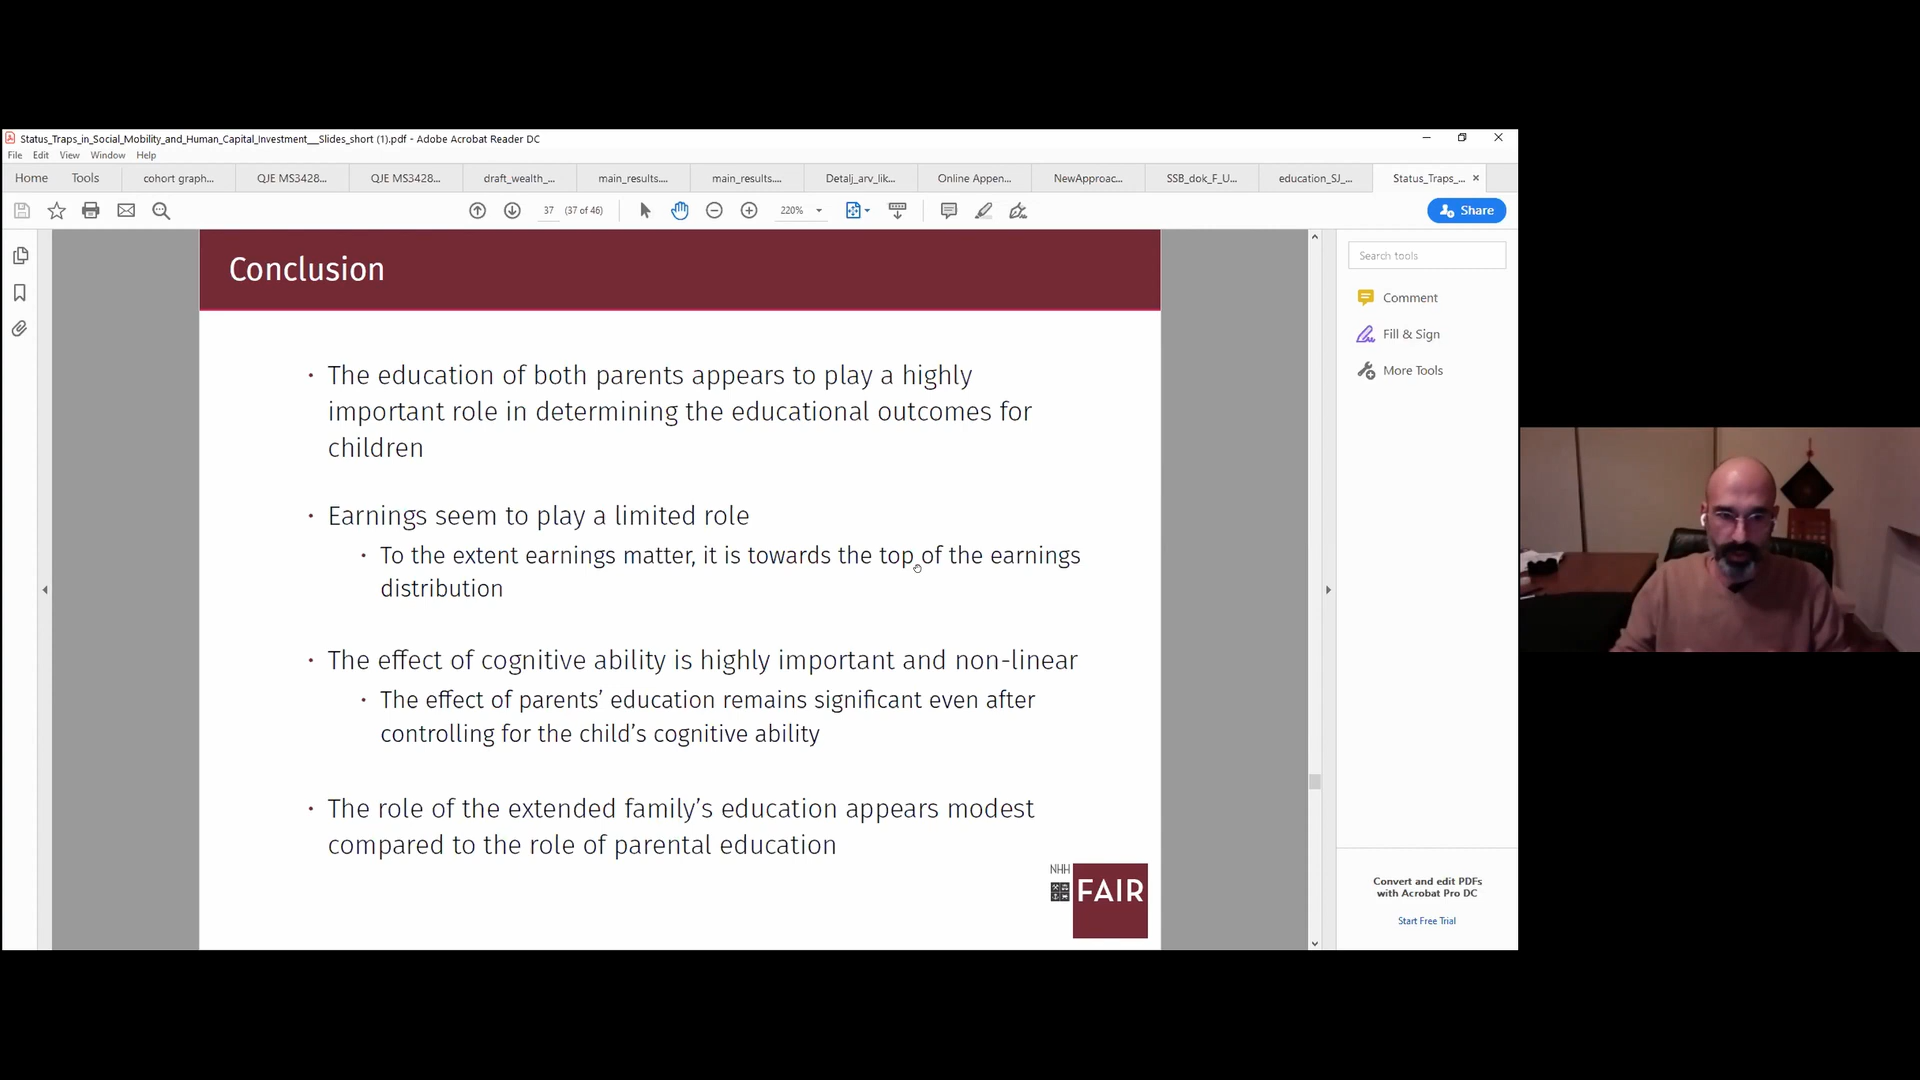 Status_Traps_in_Social_Mobility_and_Human_Capital_Investment__Slides_short (1).pdf - Adobe Acrobat Reader DC
File Edit View Window Help
Home Tools cohort graph... QJE MS3428... QJE MS3428... draft_wealth_... main_results.... main_results.... Detalj_arv_lik... Online Appen... NewApproac... SSB_dok_F_U... education_SJ_... Status_Traps_... ×
37 (37 of 46) 220% Share
Conclusion
Search tools
Comment
Fill & Sign
More Tools
• The education of both parents appears to play a highly
important role in determining the educational outcomes for
children
• Earnings seem to play a limited role
• To the extent earnings matter, it is towards the top of the earnings
distribution
• The effect of cognitive ability is highly important and non-linear
• The effect of parents’ education remains significant even after
controlling for the child’s cognitive ability
• The role of the extended family’s education appears modest
compared to the role of parental education
NHH
FAIR
Convert and edit PDFs
with Acrobat Pro DC
Start Free Trial